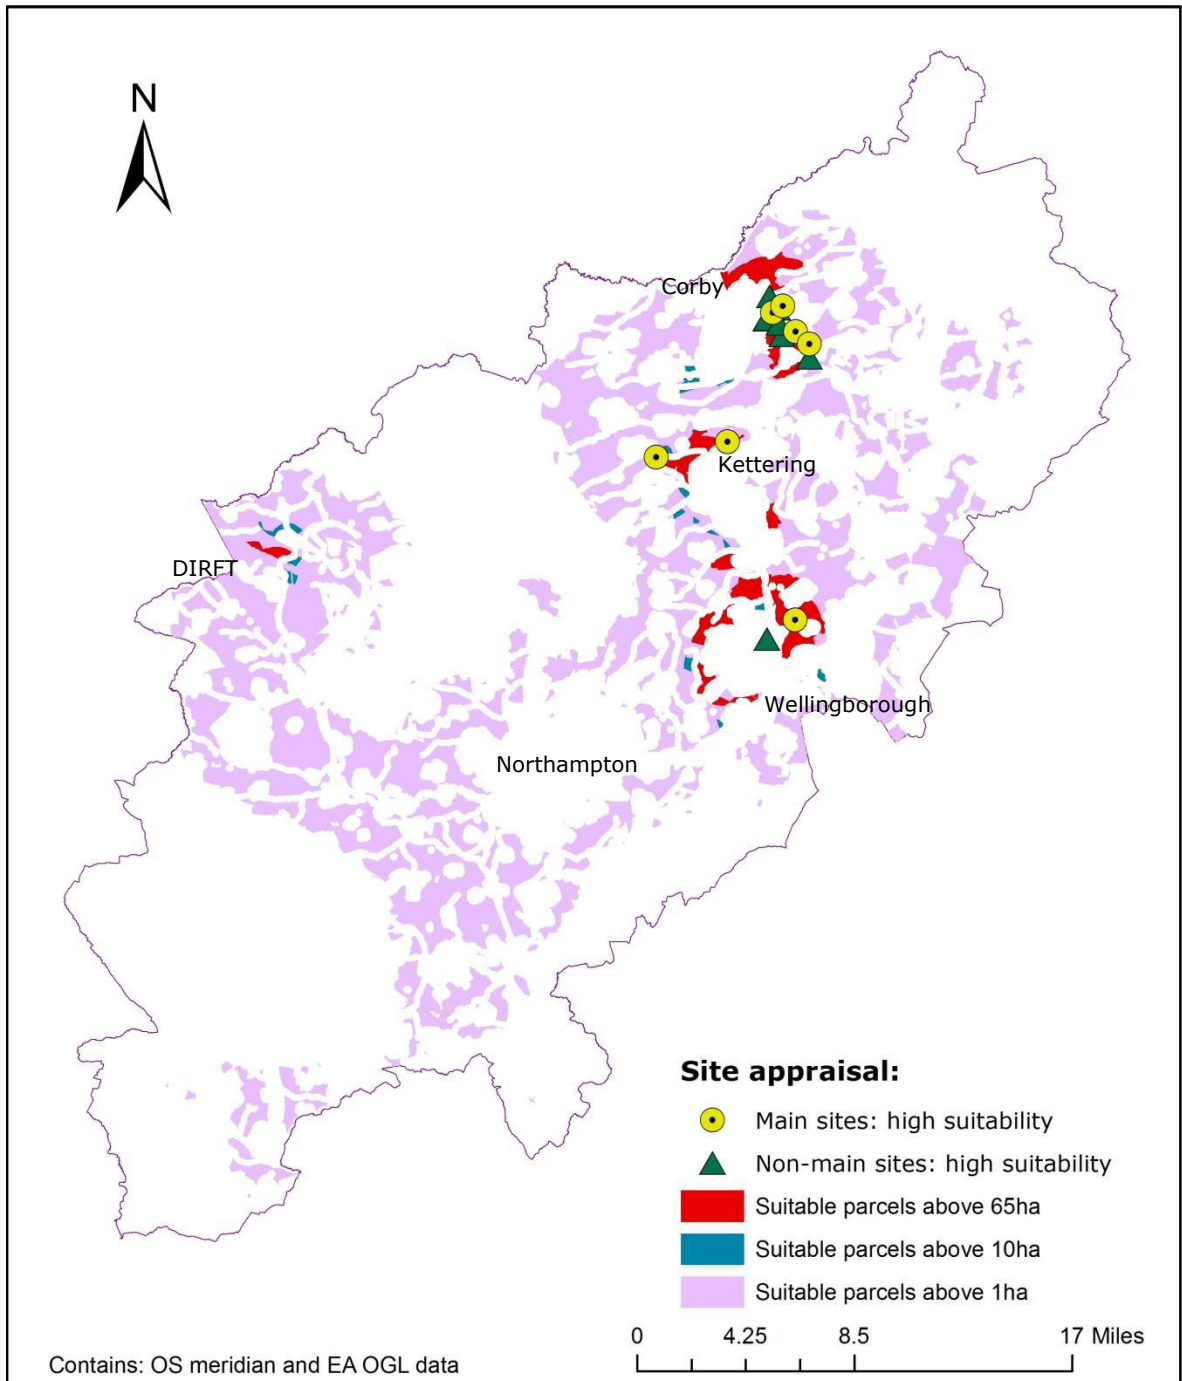 N
Corby
Kettering
DIRFT
Wellingborough
Northampton
Site appraisal:
Main sites: high suitability
Non-main sites: high suitability
Suitable parcels above 65ha
Suitable parcels above 10ha
Suitable parcels above 1ha
0 4.25 8.5 17 Miles
Contains: OS meridian and EA OGL data